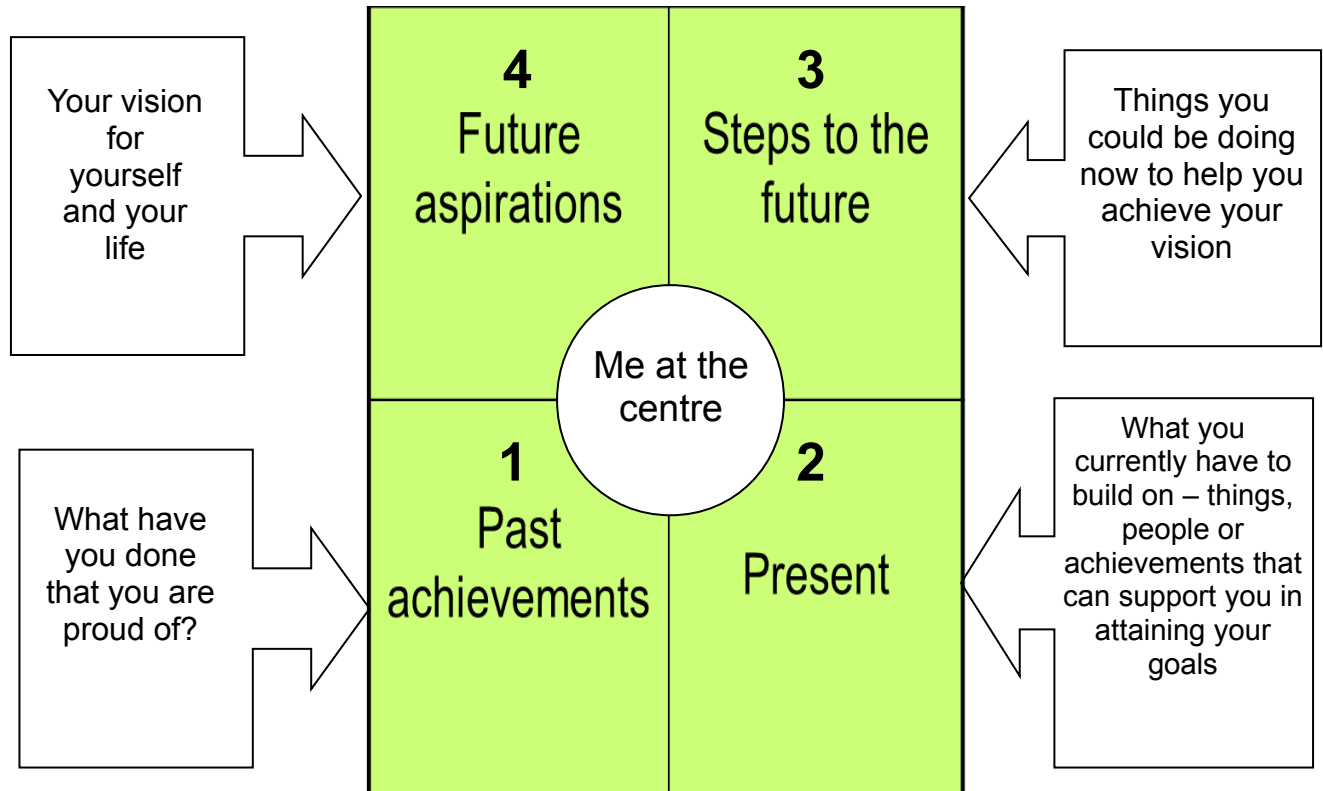 Your vision
for
yourself
and your
life
4
Future
aspirations
3
Steps to the
future
Things you
could be doing
now to help you
achieve your
vision
Me at the
centre
What have
you done
that you are
proud of?
1
Past
achievements
2
Present
What you
currently have to
build on – things,
people or
achievements that
can support you in
attaining your
goals